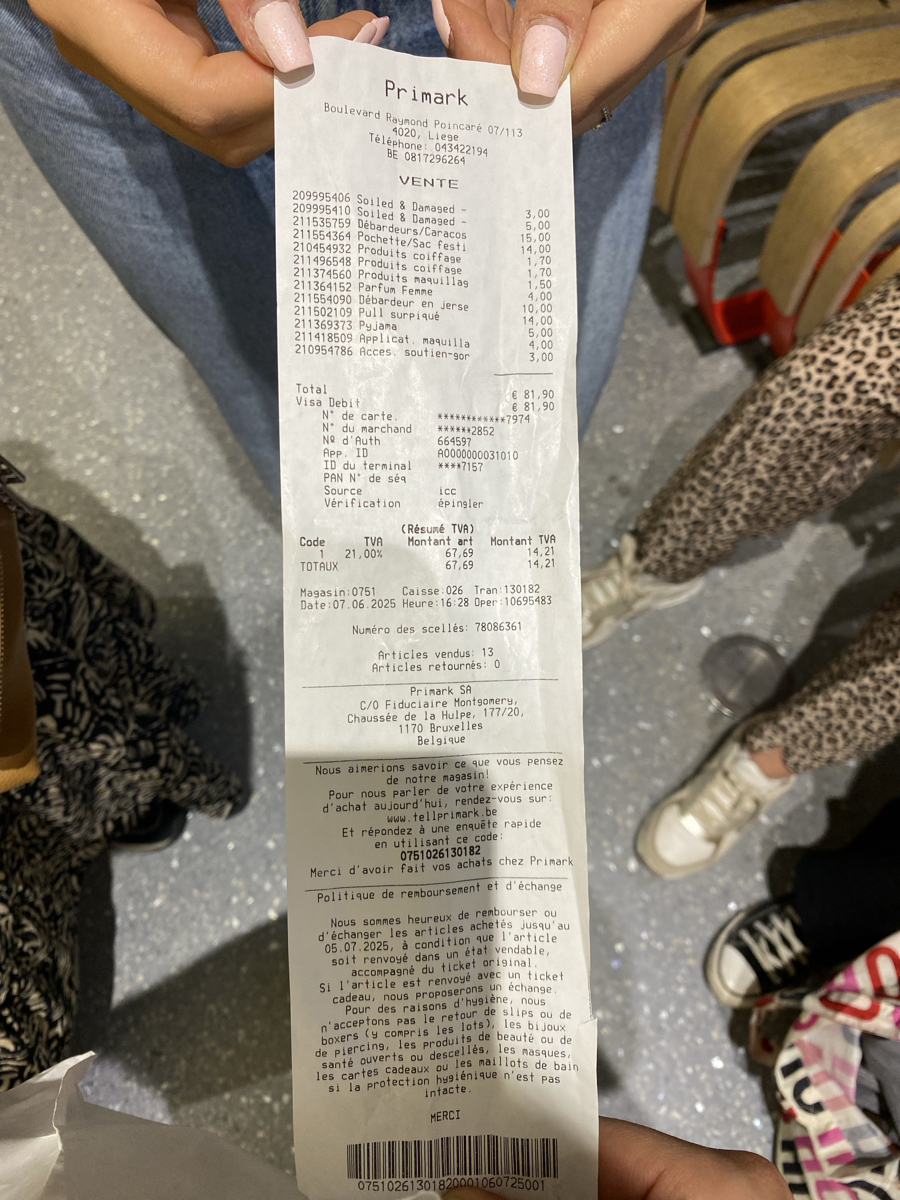 Primark
Boulevard Raymond Poincaré 07/113
4020, Liege
Téléphone: 043422194
BE 0817296264
VENTE
209995406 Soiled & Damaged - 3,00
209995410 Soiled & Damaged - 5,00
211535759 Débardeurs/Caracos 15,00
211554364 Pochette/Sac festi 14,00
210454932 Produits coiffage 1,70
211496548 Produits coiffage 1,70
211374560 Produits maquillag 1,50
211364152 Parfum Femme 4,00
211554090 Débardeur en jerse 10,00
211502109 Pull surpiqué 14,00
211369373 Pyjama 5,00
211418509 Applicat. maquilla 4,00
210954786 Acces. soutien-gor 3,00
Total € 81,90
Visa Debit € 81,90
N° de carte. ************7974
N° du marchand ******2852
Nº d'Auth 664597
App. ID A0000000031010
ID du terminal ****7157
PAN N° de séq
Source icc
Vérification épingler
(Résumé TVA)
Code TVA Montant art Montant TVA
1 21,00% 67,69 14,21
TOTAUX 67,69 14,21
Magasin:0751 Caisse:026 Tran:130182
Date:07.06.2025 Heure:16:28 Oper:10695483
Numéro des scellés: 78086361
Articles vendus: 13
Articles retournés: 0
Primark SA
C/O Fiduciaire Montgomery,
Chaussée de la Hulpe, 177/20,
1170 Bruxelles
Belgique
Nous aimerions savoir ce que vous pensez
de notre magasin!
Pour nous parler de votre expérience
d'achat aujourd'hui, rendez-vous sur:
www.tellprimark.be
Et répondez à une enquête rapide
en utilisant ce code:
0751026130182
Merci d'avoir fait vos achats chez Primark
Politique de remboursement et d'échange
Nous sommes heureux de rembourser ou
d'échanger les articles achetés jusqu'au
05.07.2025, à condition que l'article
soit renvoyé dans un état vendable,
accompagné du ticket original.
Si l'article est renvoyé avec un ticket
cadeau, nous proposerons un échange.
Pour des raisons d'hygiène, nous
n'acceptons pas le retour de slips ou de
boxers (y compris les lots), les bijoux
de piercing, les produits de beauté ou de
santé ouverts ou descellés, les masques,
les cartes cadeaux ou les maillots de bain
si la protection hygiénique n'est pas
intacte.
MERCI
07510261301820001060725001